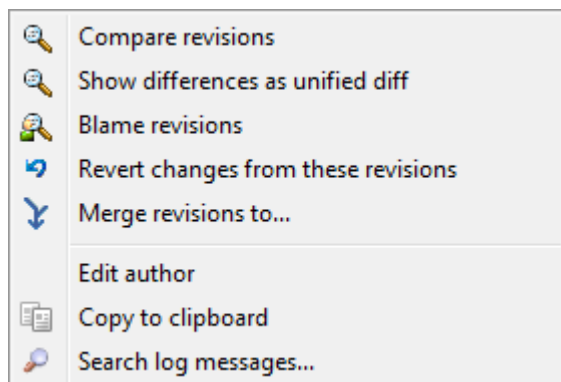 Compare revisions
Show differences as unified diff
Blame revisions
Revert changes from these revisions
Merge revisions to...
Edit author
Copy to clipboard
Search log messages...